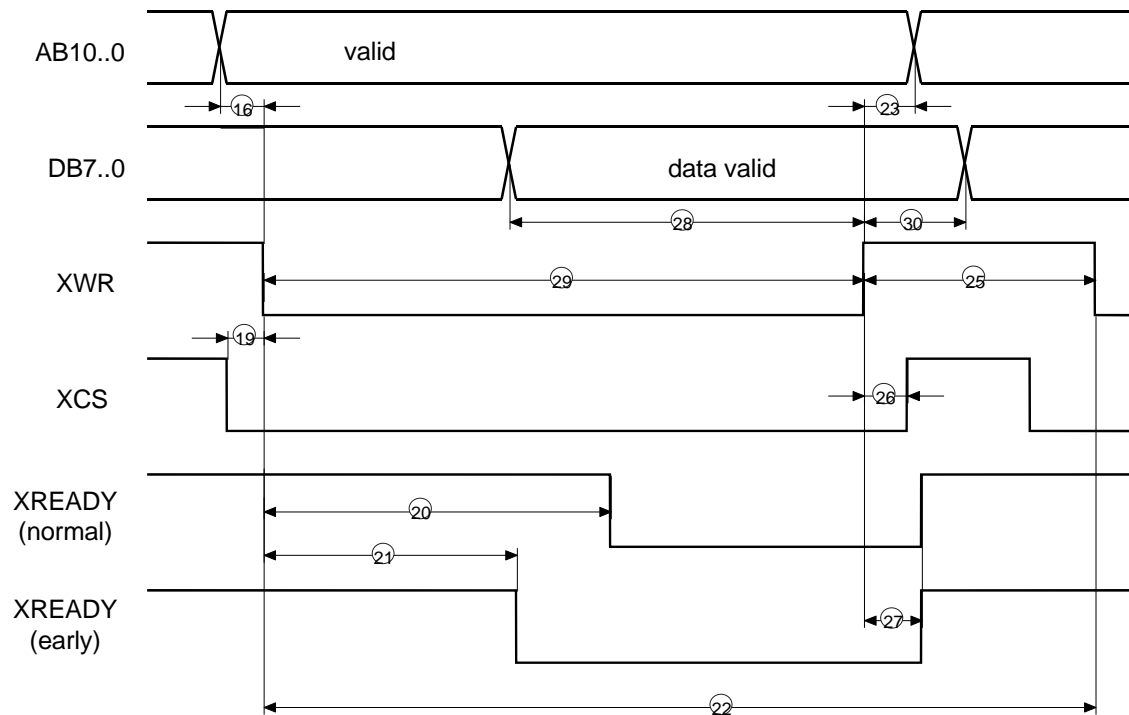 AB10..0
valid
16
23
DB7..0
data valid
28
30
XWR
29
25
19
XCS
26
XREADY
(normal)
20
21
XREADY
(early)
27
22